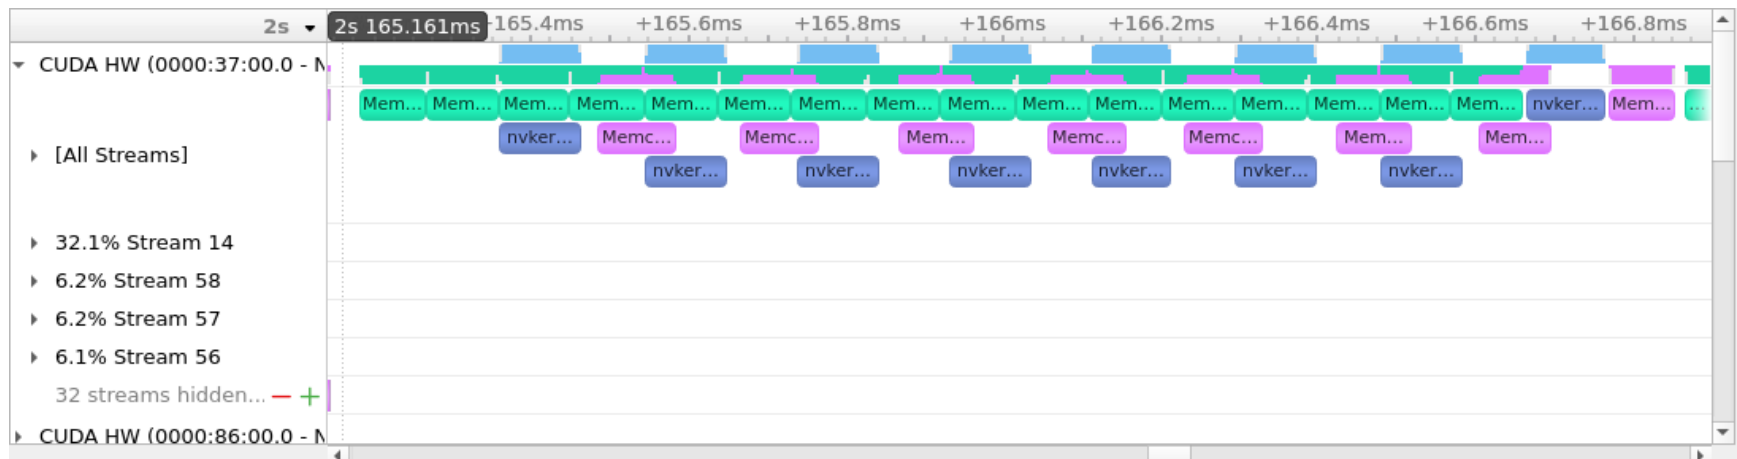 2s 2s 165.161ms +165.4ms +165.6ms +165.8ms +166ms +166.2ms +166.4ms +166.6ms +166.8ms
CUDA HW (0000:37:00.0 - N
Mem... Mem... Mem... Mem... Mem... Mem... Mem... Mem... Mem... Mem... Mem... Mem... Mem... Mem... Mem... Mem... nvker... Mem... ...
nvker... Memc... Memc... Mem... Memc... Memc... Mem... Mem...
[All Streams]
nvker... nvker... nvker... nvker... nvker... nvker...
32.1% Stream 14
6.2% Stream 58
6.2% Stream 57
6.1% Stream 56
32 streams hidden... − +
CUDA HW (0000:86:00.0 - N